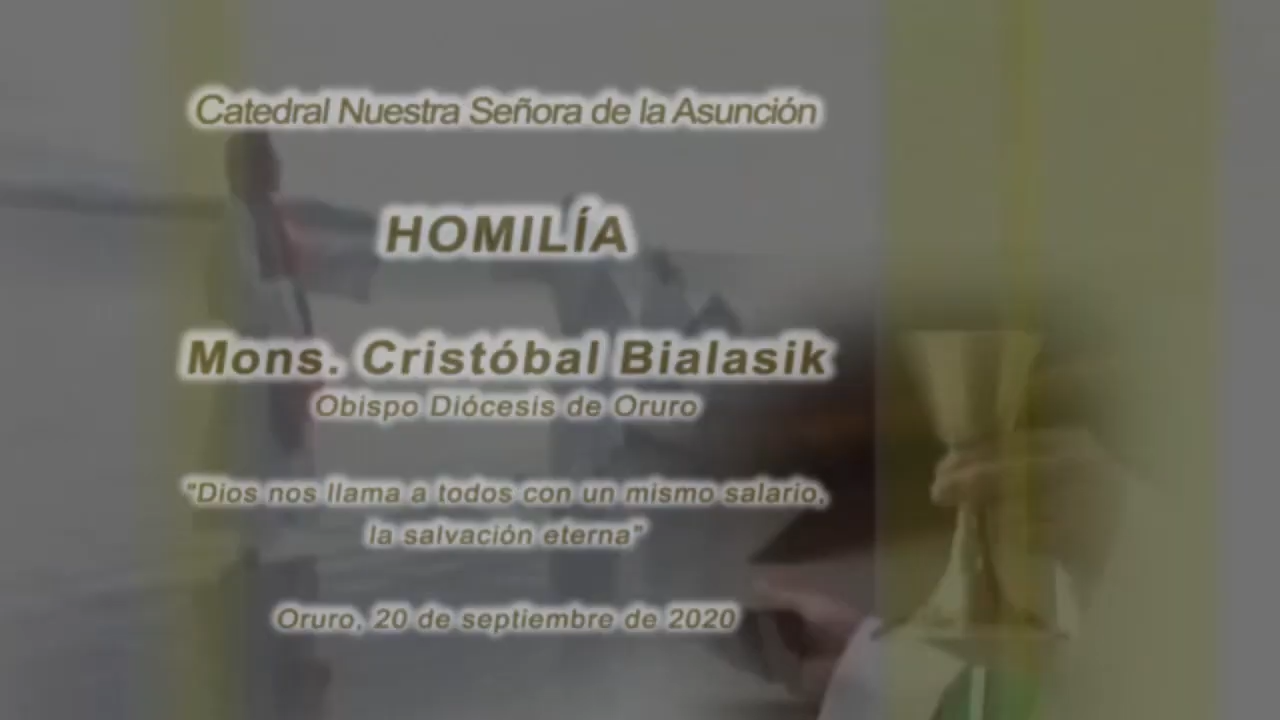 Catedral Nuestra Señora de la Asunción
HOMILÍA
Mons. Cristóbal Bialasik
Obispo Diócesis de Oruro
"Dios nos llama a todos con un mismo salario,
la salvación eterna"
Oruro, 20 de septiembre de 2020